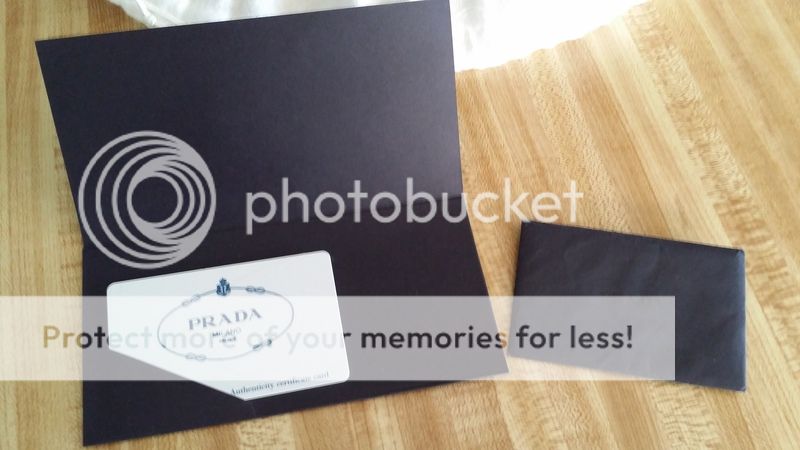 photobucket
PRADA
MILANO
Protect more of your memories for less!
Authenticity certificate card